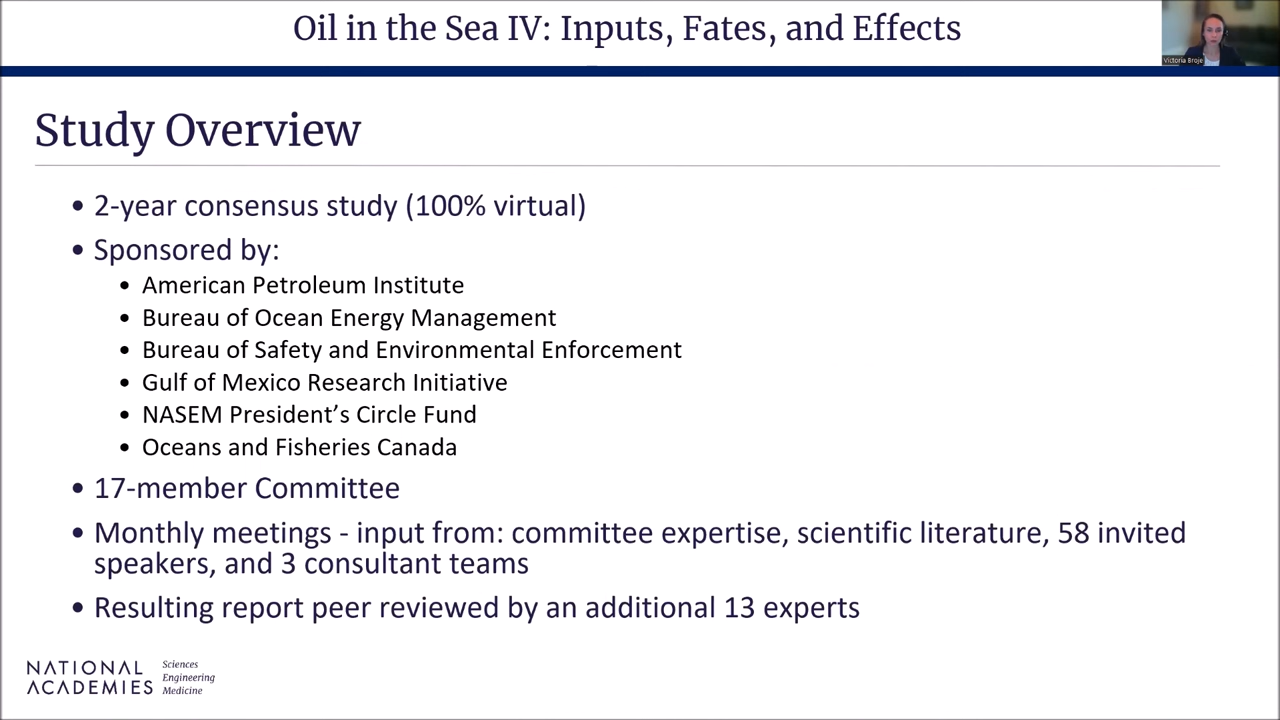 Oil in the Sea IV: Inputs, Fates, and Effects
Victoria Broje
Study Overview
• 2-year consensus study (100% virtual)
• Sponsored by:
• American Petroleum Institute
• Bureau of Ocean Energy Management
• Bureau of Safety and Environmental Enforcement
• Gulf of Mexico Research Initiative
• NASEM President’s Circle Fund
• Oceans and Fisheries Canada
• 17-member Committee
• Monthly meetings - input from: committee expertise, scientific literature, 58 invited
speakers, and 3 consultant teams
• Resulting report peer reviewed by an additional 13 experts
NATIONAL
ACADEMIES
Sciences
Engineering
Medicine